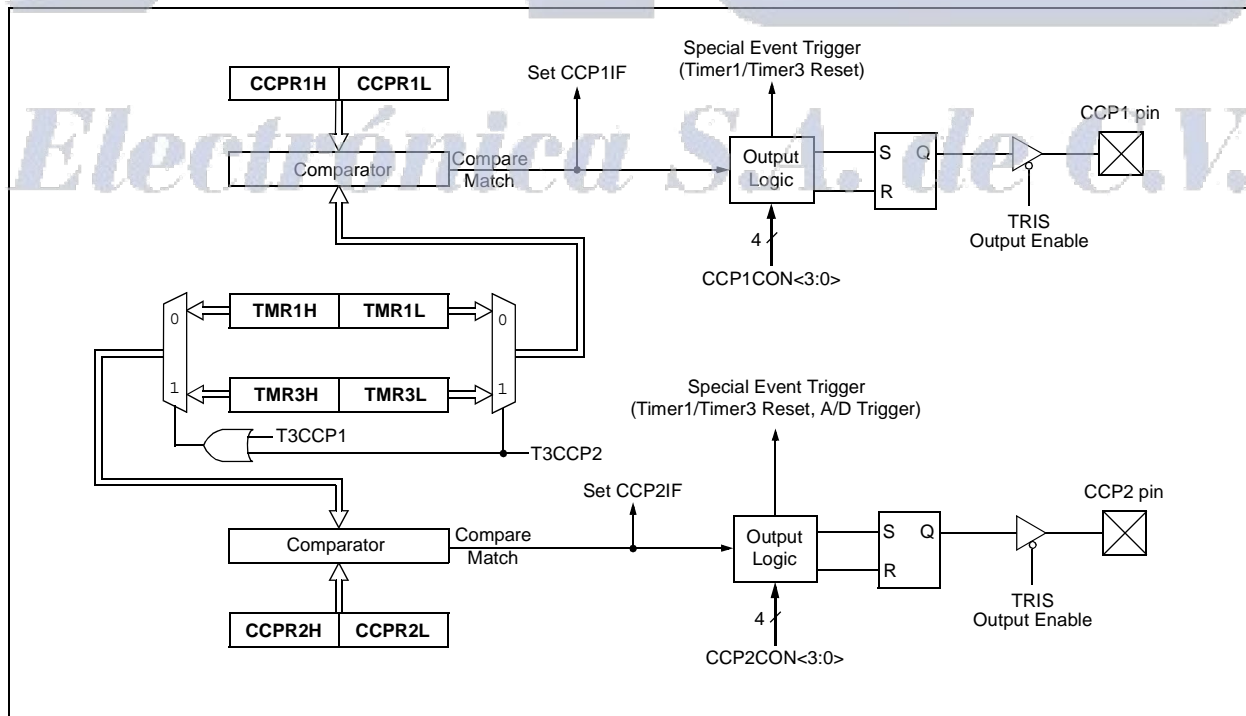 Special Event Trigger
(Timer1/Timer3 Reset)
Set CCP1IF
CCPR1H CCPR1L
CCP1 pin
Electrónica S.A. de C.V.
Comparator
Compare
Match
Output
Logic
S Q
R
TRIS
Output Enable
4
CCP1CON<3:0>
0 TMR1H TMR1L 0
1 TMR3H TMR3L 1
T3CCP1
T3CCP2
Special Event Trigger
(Timer1/Timer3 Reset, A/D Trigger)
Set CCP2IF
CCP2 pin
Comparator
Compare
Match
Output
Logic
S Q
R
TRIS
Output Enable
4
CCPR2H CCPR2L
CCP2CON<3:0>